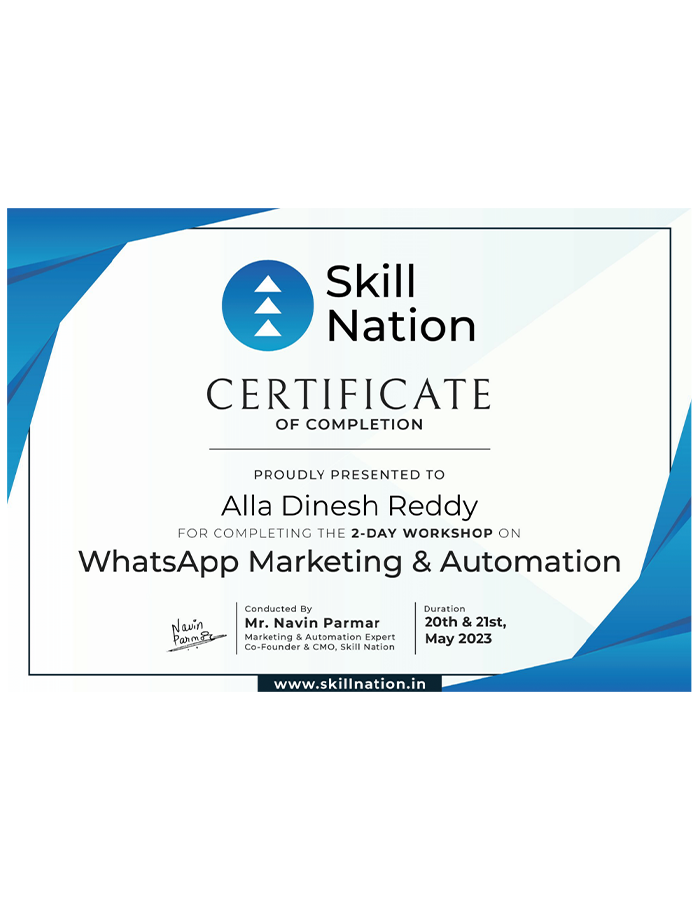 Skill
Nation
CERTIFICATE
OF COMPLETION
PROUDLY PRESENTED TO
Alla Dinesh Reddy
FOR COMPLETING THE 2-DAY WORKSHOP ON
WhatsApp Marketing & Automation
Navin
Parmar
Conducted By
Mr. Navin Parmar
Marketing & Automation Expert
Co-Founder & CMO, Skill Nation
Duration
20th & 21st,
May 2023
www.skillnation.in